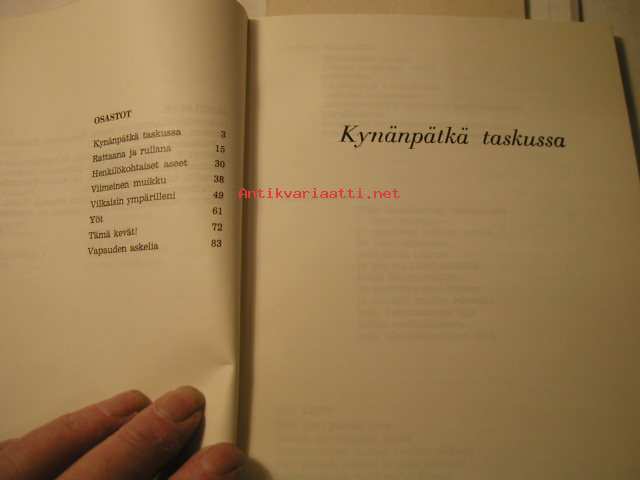 OSASTOT
Kynänpätkä taskussa 3
Rattaana ja rullana 15
Henkilökohtaiset aseet 30
Viimeinen muikku 38
Vilkaisin ympärilleni 49
Yöt 61
Tämä kevät! 72
Vapauden askelia 83
Kynänpätkä taskussa
Antikvariaatti.net